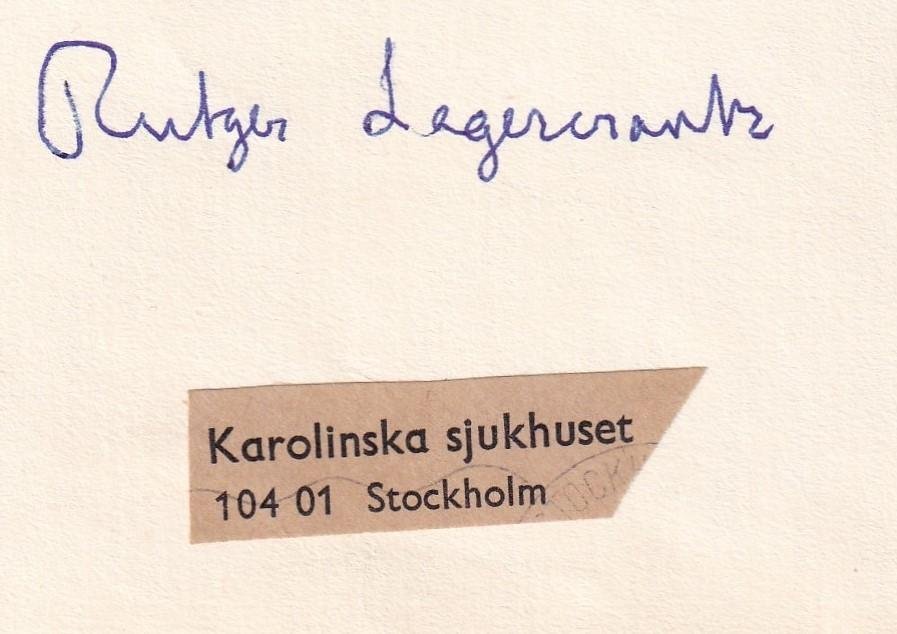 Rutger Lagercrantz
Karolinska sjukhuset
104 01 Stockholm